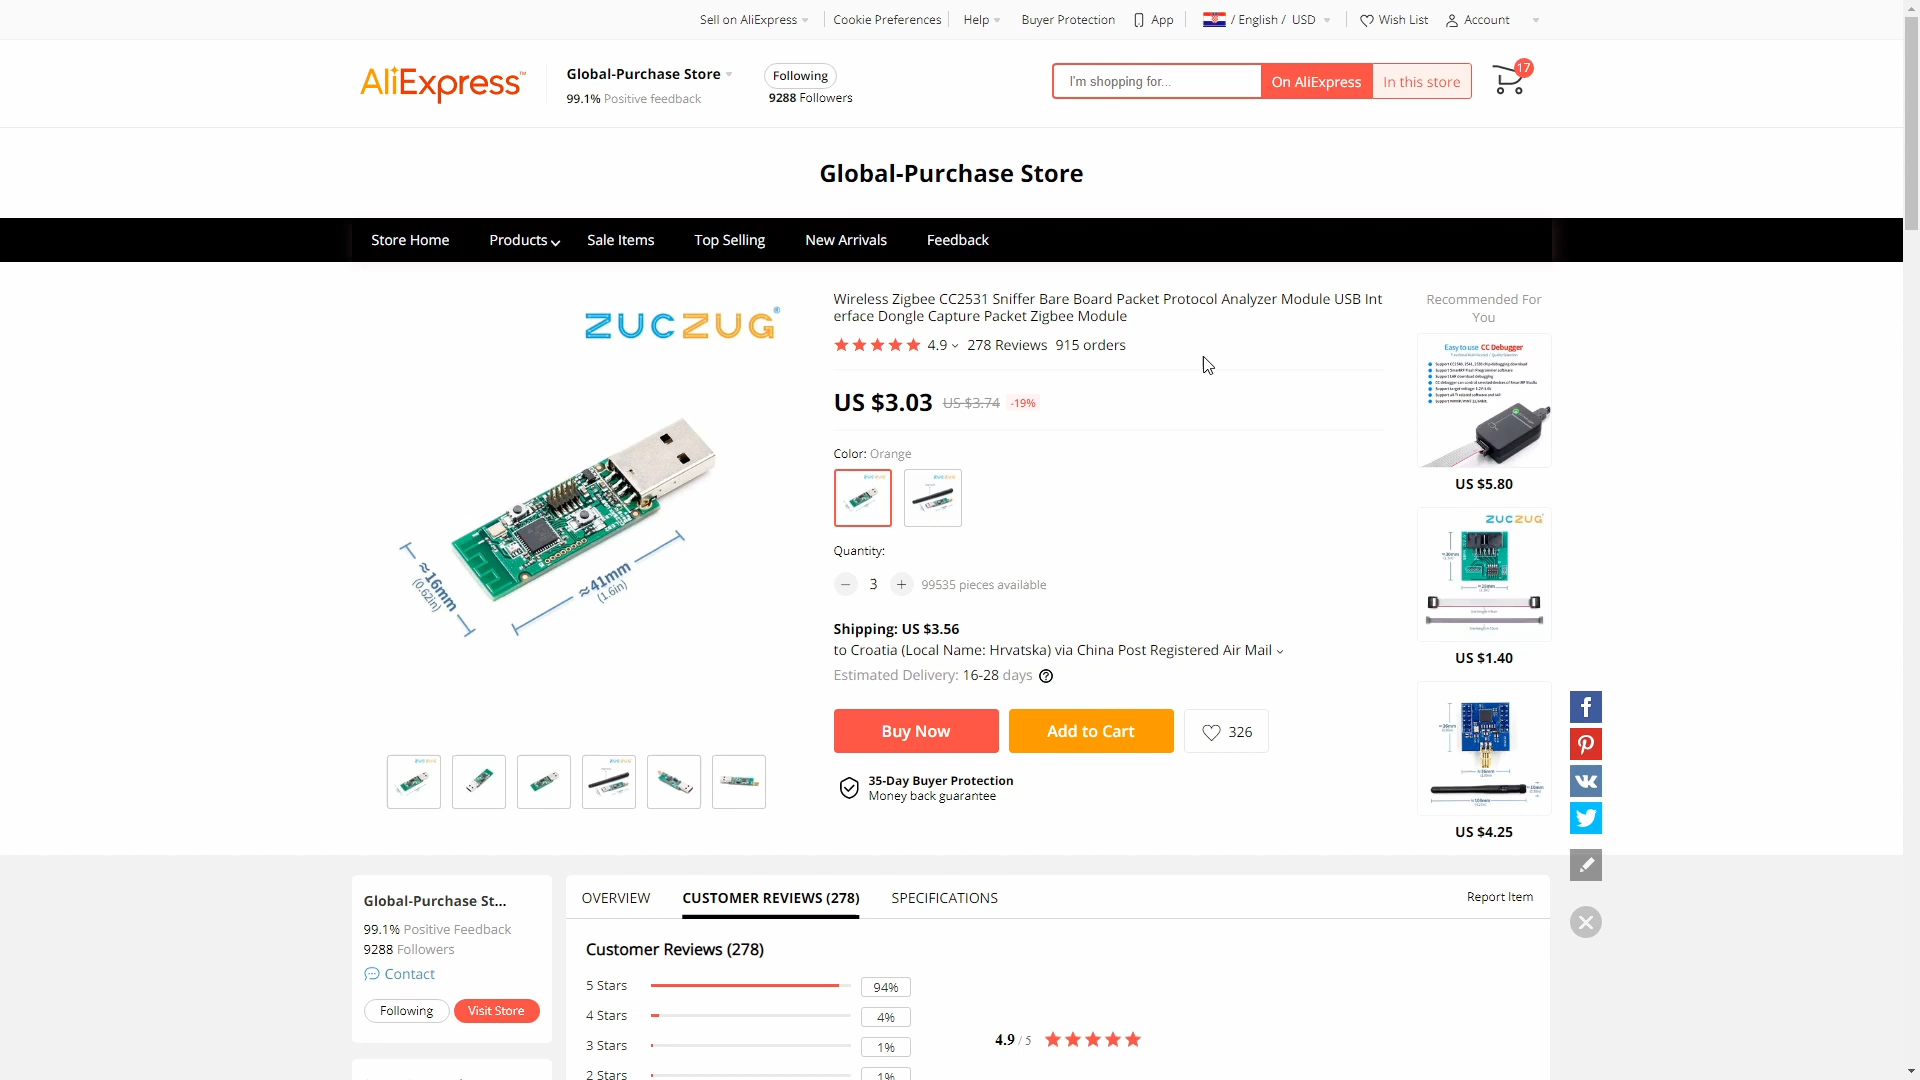 Sell on AliExpress
Cookie Preferences
Help
Buyer Protection
App
/ English / USD
Wish List
Account
AliExpress™
Global-Purchase Store
99.1% Positive feedback
Following
9288 Followers
I'm shopping for...
On AliExpress
In this store
17
Global-Purchase Store
Store Home
Products
Sale Items
Top Selling
New Arrivals
Feedback
ZUCZUG®
≈16mm
(0.62in)
≈41mm
(1.6in)
Wireless Zigbee CC2531 Sniffer Bare Board Packet Protocol Analyzer Module USB Int
erface Dongle Capture Packet Zigbee Module
4.9
278 Reviews
915 orders
US $3.03
US $3.74
-19%
Color: Orange
Quantity:
3
99535 pieces available
Shipping: US $3.56
to Croatia (Local Name: Hrvatska) via China Post Registered Air Mail
Estimated Delivery: 16-28 days
Buy Now
Add to Cart
326
35-Day Buyer Protection
Money back guarantee
Recommended For
You
Easy to use CC Debugger
US $5.80
ZUCZUG
US $1.40
US $4.25
Global-Purchase St...
99.1% Positive Feedback
9288 Followers
Contact
Following
Visit Store
OVERVIEW
CUSTOMER REVIEWS (278)
SPECIFICATIONS
Report Item
Customer Reviews (278)
5 Stars
94%
4 Stars
4%
3 Stars
1%
2 Stars
1%
4.9 / 5